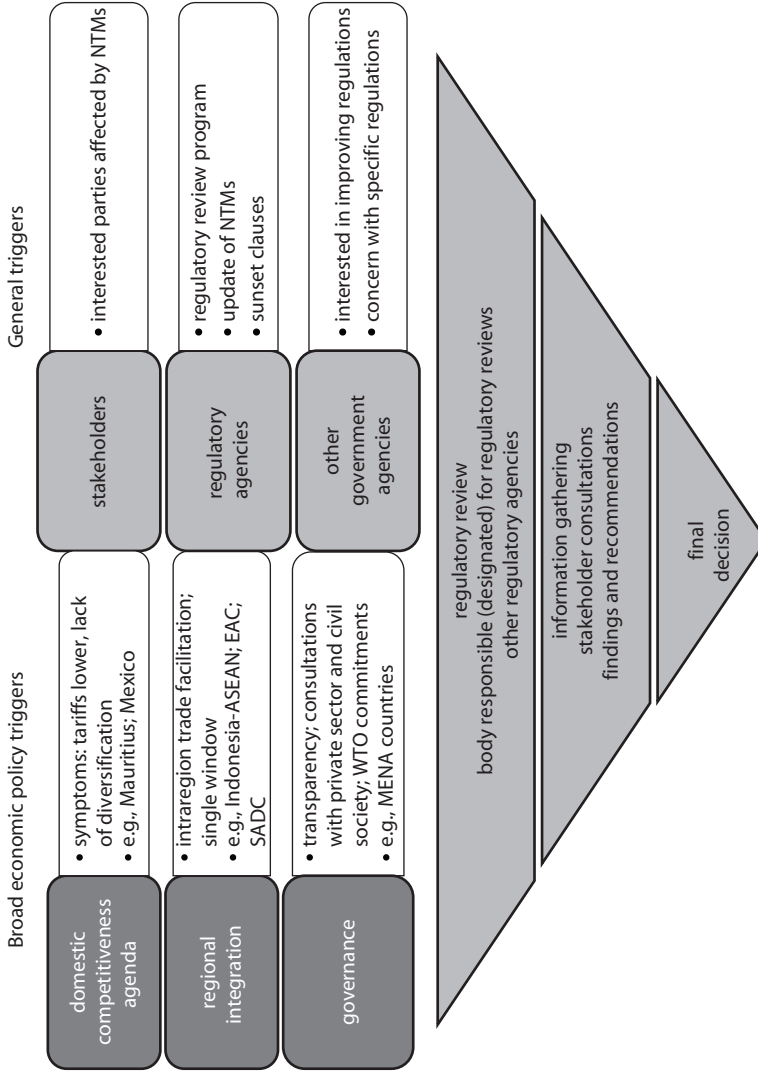 Broad economic policy triggers
domestic
competitiveness
agenda
• symptoms: tariffs lower, lack
of diversification
• e.g., Mauritius; Mexico
regional
integration
• intraregion trade facilitation;
single window
• e.g., Indonesia-ASEAN; EAC;
SADC
governance
• transparency; consultations
with private sector and civil
society; WTO commitments
• e.g., MENA countries
General triggers
stakeholders
• interested parties affected by NTMs
regulatory
agencies
• regulatory review program
• update of NTMs
• sunset clauses
other
government
agencies
• interested in improving regulations
• concern with specific regulations
regulatory review
body responsible (designated) for regulatory reviews
other regulatory agencies
information gathering
stakeholder consultations
findings and recommendations
final
decision